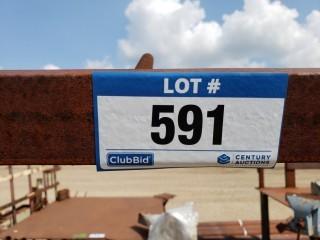 LOT #
591
ClubBid
CENTURY
AUCTIONS